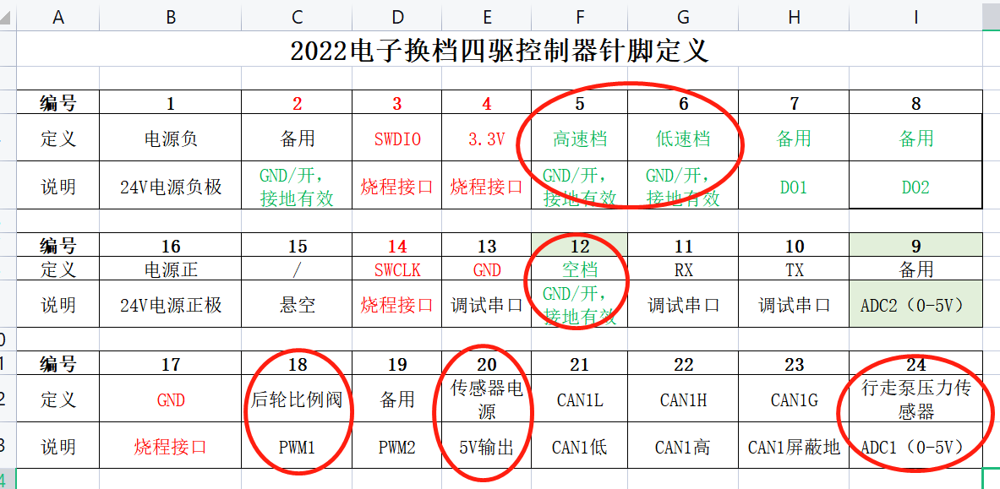 A B C D E F G H I
2022电子换档四驱控制器针脚定义
编号 1 2 3 4 5 6 7 8
定义 电源负 备用 SWDIO 3.3V 高速档 低速档 备用 备用
说明 24V电源负极 GND/开，接地有效 烧程接口 烧程接口 GND/开，接地有效 GND/开，接地有效 DO1 DO2
编号 16 15 14 13 12 11 10 9
定义 电源正 / SWCLK GND 空档 RX TX 备用
说明 24V电源正极 悬空 烧程接口 调试串口 GND/开，接地有效 调试串口 调试串口 ADC2（0-5V）
编号 17 18 19 20 21 22 23 24
定义 GND 后轮比例阀 备用 传感器电源 CAN1L CAN1H CAN1G 行走泵压力传感器
说明 烧程接口 PWM1 PWM2 5V输出 CAN1低 CAN1高 CAN1屏蔽地 ADC1（0-5V）